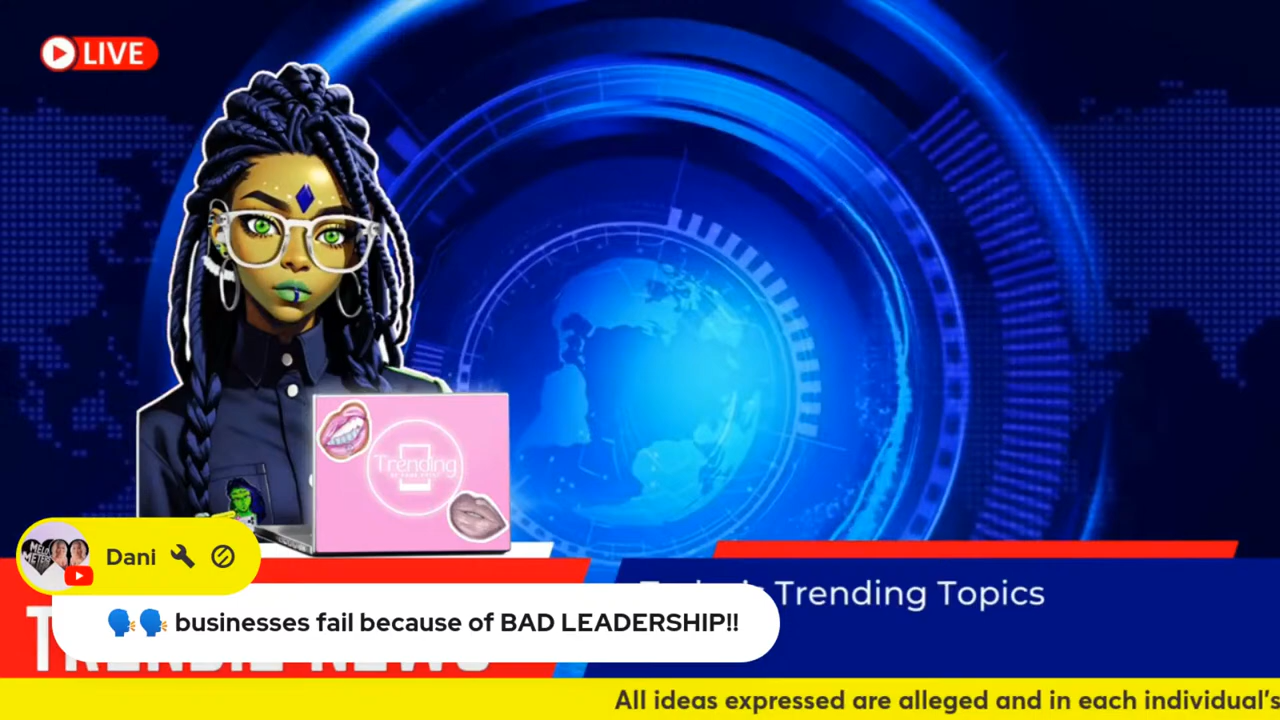 LIVE
Trending
Dani
🗣️🗣️ businesses fail because of BAD LEADERSHIP!!
Trending Topics
All ideas expressed are alleged and in each individual's